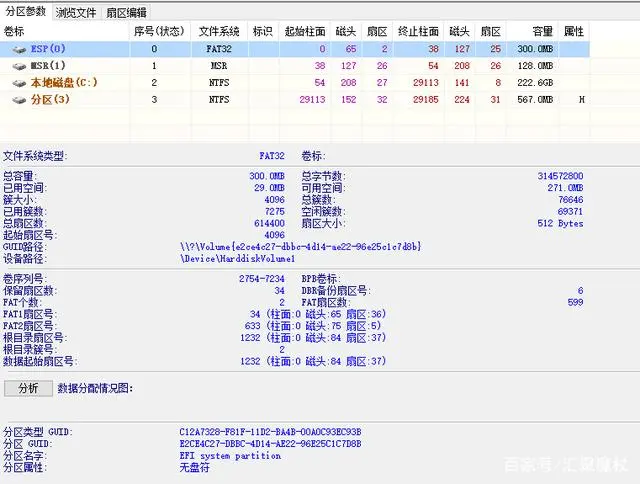 分区参数 浏览文件 扇区编辑
卷标 序号(状态) 文件系统 标识 起始柱面 磁头 扇区 终止柱面 磁头 扇区 容量 属性
ESP(0) 0 FAT32 0 65 2 38 127 25 300.0MB
MSR(1) 1 MSR 38 127 26 54 208 26 128.0MB
本地磁盘(C:) 2 NTFS 54 208 27 29113 141 8 222.6GB
分区(3) 3 NTFS 29113 152 32 29185 224 31 567.0MB H
文件系统类型: FAT32 卷标:
总容量: 300.0MB 总字节数: 314572800
已用空间: 29.0MB 可用空间: 271.0MB
簇大小: 4096 总簇数: 76646
已用簇数: 7275 空闲簇数: 69371
总扇区数: 614400 扇区大小: 512 Bytes
起始扇区号: 4096
GUID路径: \\?\Volume{e2ce4c27-dbbc-4d14-ae22-96e25c1c7d8b}
设备路径: \Device\HarddiskVolume1
卷序列号: 2754-7234 BPB卷标:
保留扇区数: 34 DBR备份扇区号: 6
FAT个数: 2 FAT扇区数: 599
FAT1扇区号: 34 (柱面:0 磁头:65 扇区:36)
FAT2扇区号: 633 (柱面:0 磁头:75 扇区:5)
根目录扇区号: 1232 (柱面:0 磁头:84 扇区:37)
根目录簇号: 2
数据起始扇区号: 1232 (柱面:0 磁头:84 扇区:37)
分析 数据分配情况图:
分区类型 GUID: C12A7328-F81F-11D2-BA4B-00A0C93EC93B
分区 GUID: E2CE4C27-DBBC-4D14-AE22-96E25C1C7D8B
分区名字: EFI system partition
分区属性: 无盘符
百家号/汇聚魔杖